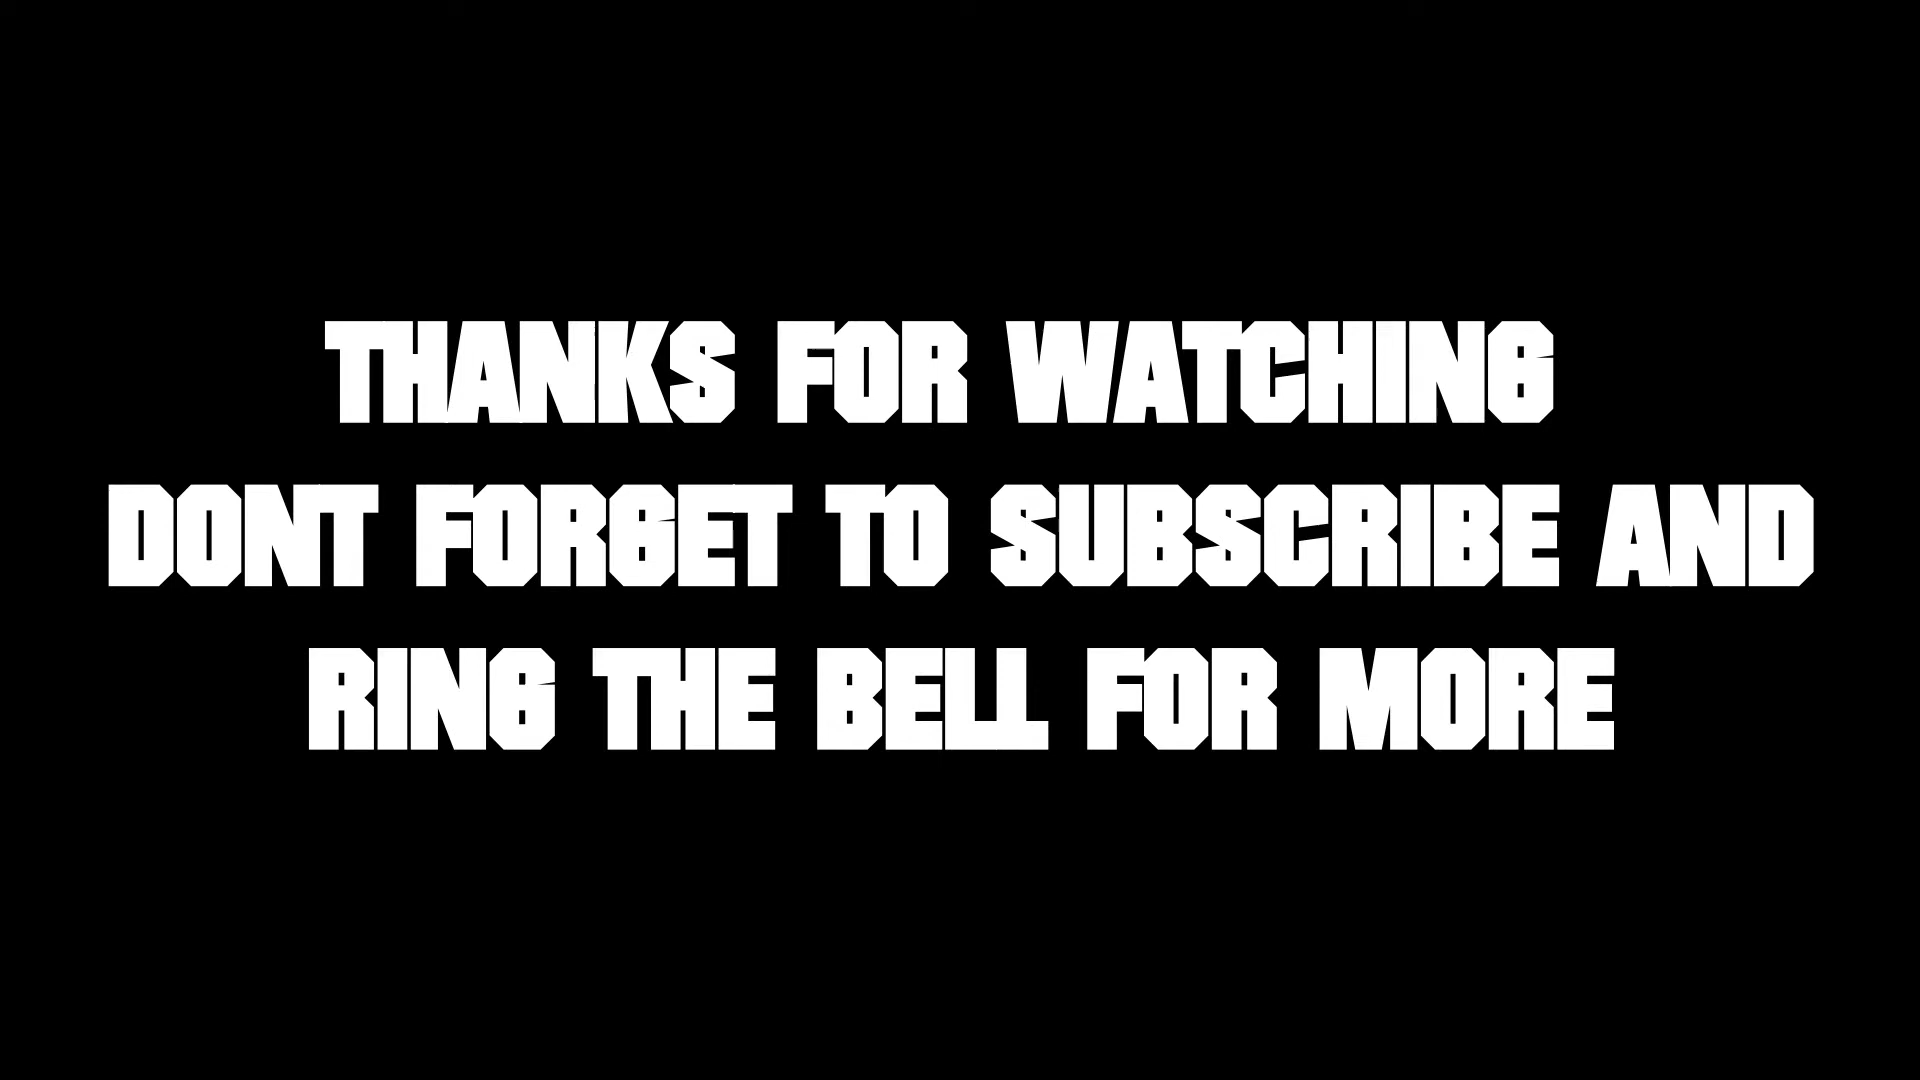 THANKS FOR WATCHING
DONT FORGET TO SUBSCRIBE AND
RING THE BELL FOR MORE